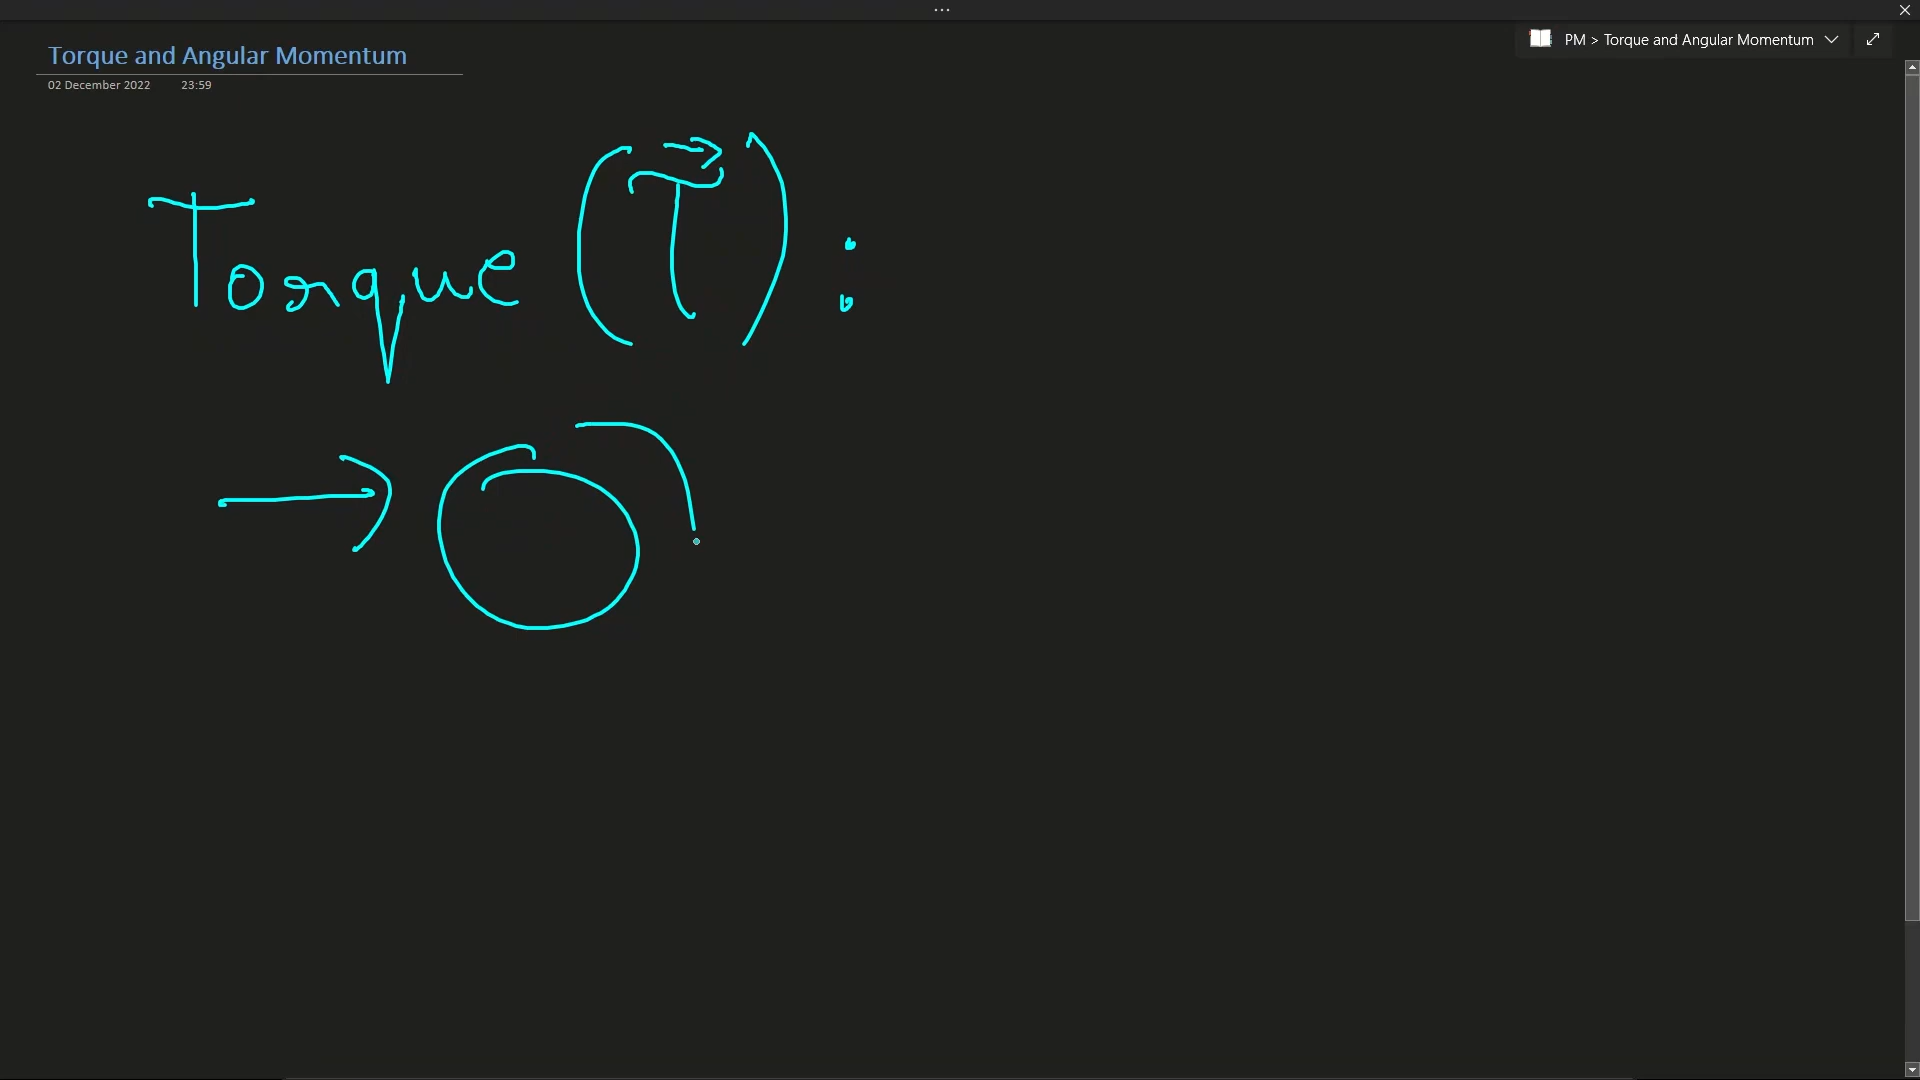 PM > Torque and Angular Momentum
Torque and Angular Momentum
02 December 2022 23:59
Torque (τ⃗) :